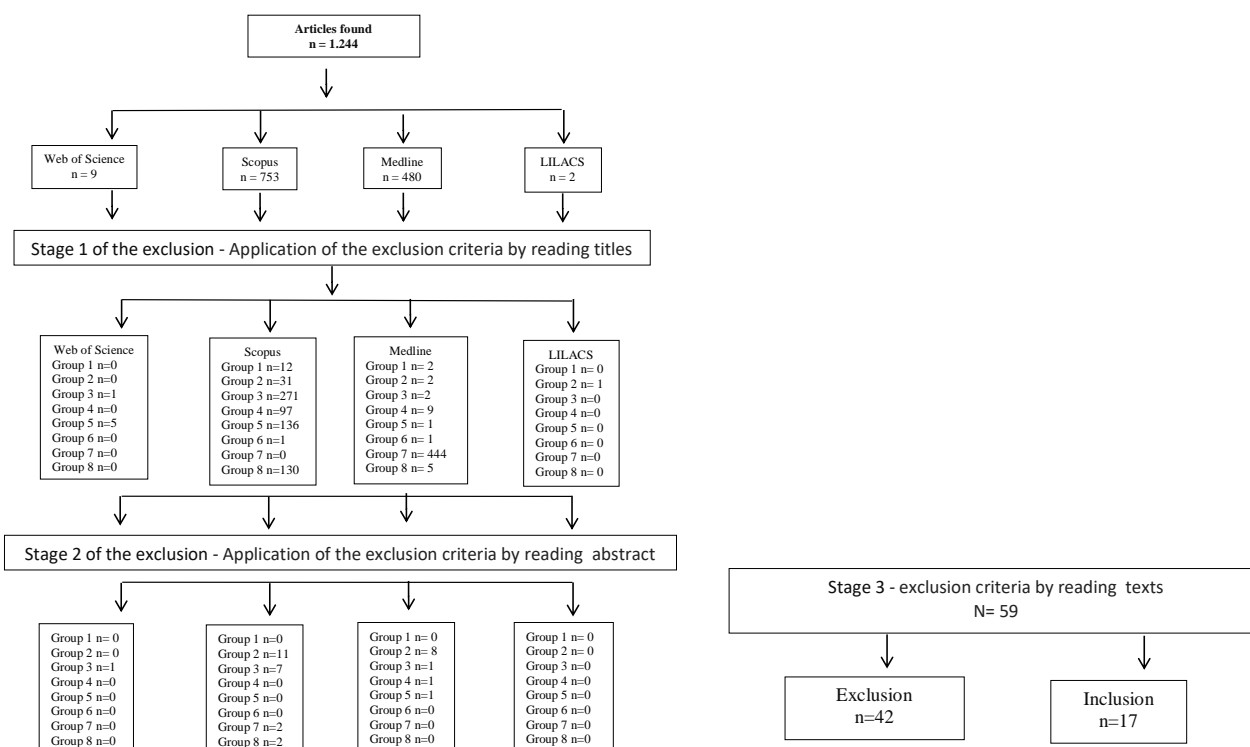 Articles found
n = 1.244
Web of Science
n = 9
Scopus
n = 753
Medline
n = 480
LILACS
n = 2
Stage 1 of the exclusion - Application of the exclusion criteria by reading titles
Web of Science
Group 1 n=0
Group 2 n=0
Group 3 n=1
Group 4 n=0
Group 5 n=5
Group 6 n=0
Group 7 n=0
Group 8 n=0
Scopus
Group 1 n=12
Group 2 n=31
Group 3 n=271
Group 4 n=97
Group 5 n=136
Group 6 n=1
Group 7 n=0
Group 8 n=130
Medline
Group 1 n= 2
Group 2 n= 2
Group 3 n=2
Group 4 n= 9
Group 5 n= 1
Group 6 n= 1
Group 7 n= 444
Group 8 n= 5
LILACS
Group 1 n= 0
Group 2 n= 1
Group 3 n=0
Group 4 n=0
Group 5 n= 0
Group 6 n= 0
Group 7 n=0
Group 8 n= 0
Stage 2 of the exclusion - Application of the exclusion criteria by reading abstract
Group 1 n= 0
Group 2 n= 0
Group 3 n=1
Group 4 n=0
Group 5 n=0
Group 6 n=0
Group 7 n=0
Group 8 n=0
Group 1 n=0
Group 2 n=11
Group 3 n=7
Group 4 n=0
Group 5 n=0
Group 6 n=0
Group 7 n=2
Group 8 n=2
Group 1 n= 0
Group 2 n= 8
Group 3 n=1
Group 4 n=1
Group 5 n=1
Group 6 n=0
Group 7 n=0
Group 8 n=0
Group 1 n= 0
Group 2 n= 0
Group 3 n=0
Group 4 n=0
Group 5 n=0
Group 6 n=0
Group 7 n=0
Group 8 n=0
Stage 3 - exclusion criteria by reading texts
N= 59
Exclusion
n=42
Inclusion
n=17